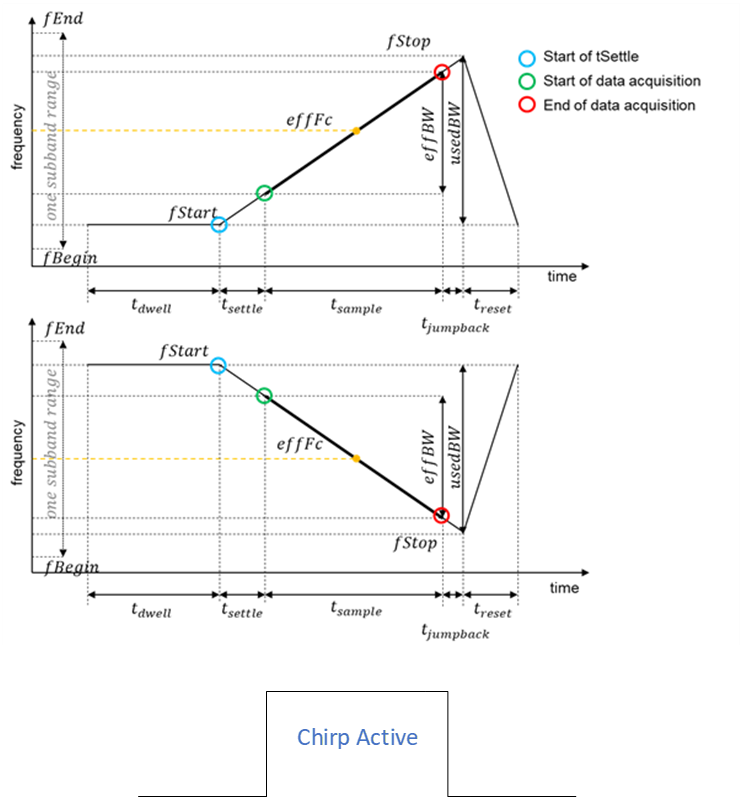 fEnd
fStop
Start of tSettle
Start of data acquisition
End of data acquisition
effFc
frequency
one subband range
effBW
usedBW
fStart
fBegin
time
tdwell
tsettle
tsample
treset
tjumpback
fEnd
fStart
frequency
one subband range
effFc
effBW
usedBW
fStop
fBegin
time
tdwell
tsettle
tsample
treset
tjumpback
Chirp Active